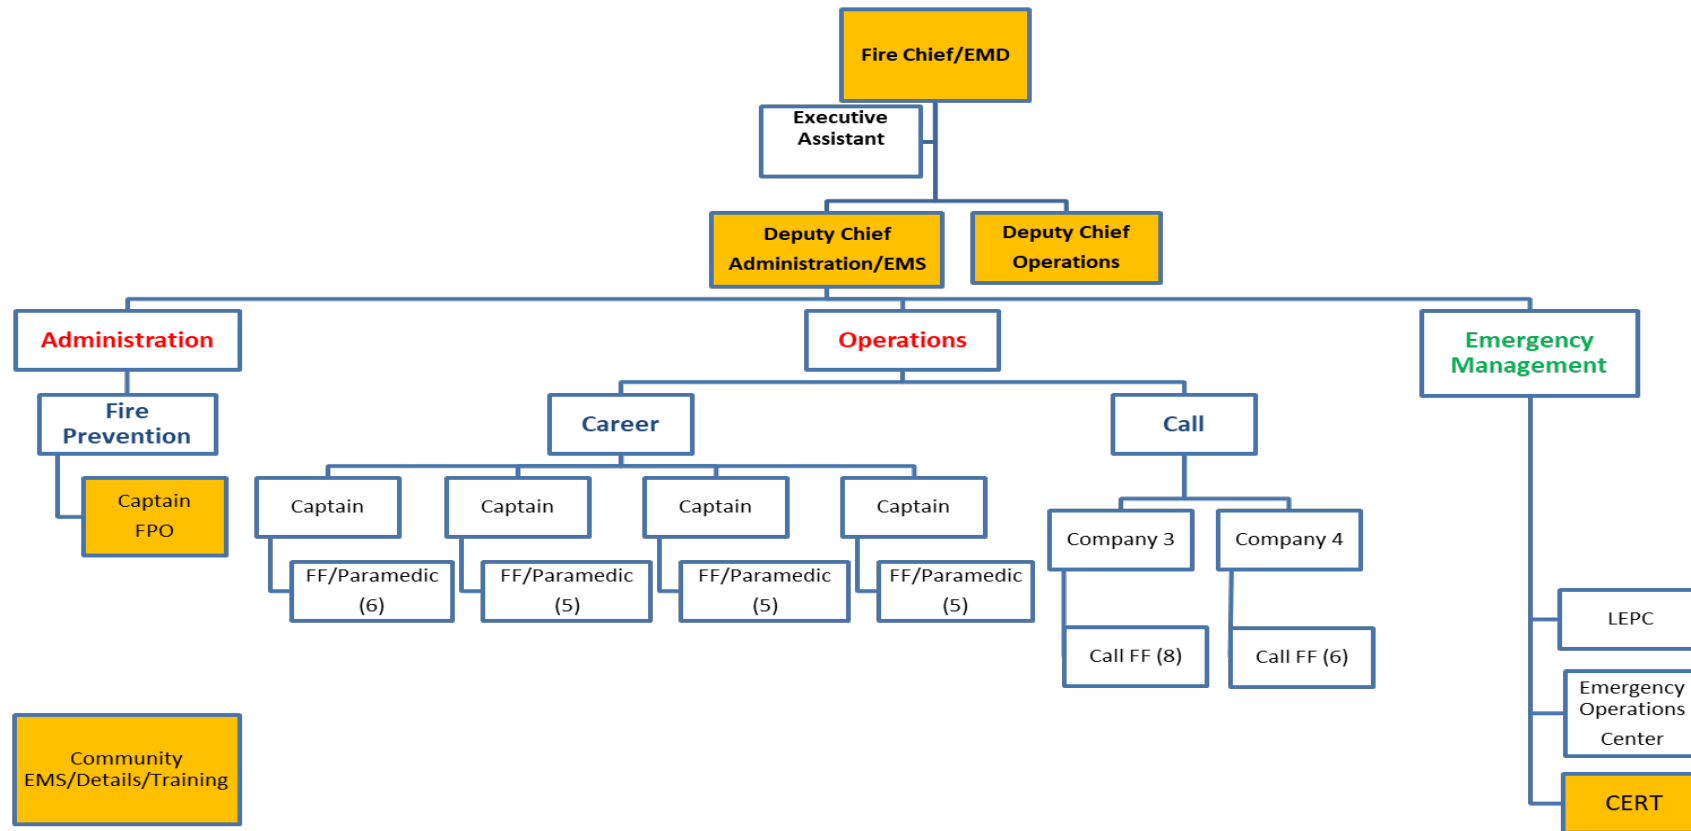 Fire Chief/EMD
Executive
Assistant
Deputy Chief
Administration/EMS
Deputy Chief
Operations
Administration
Operations
Emergency
Management
Fire
Prevention
Career
Call
Captain
FPO
Captain
Captain
Captain
Captain
Company 3
Company 4
FF/Paramedic
(6)
FF/Paramedic
(5)
FF/Paramedic
(5)
FF/Paramedic
(5)
Call FF (8)
Call FF (6)
LEPC
Emergency
Operations
Center
Community
EMS/Details/Training
CERT